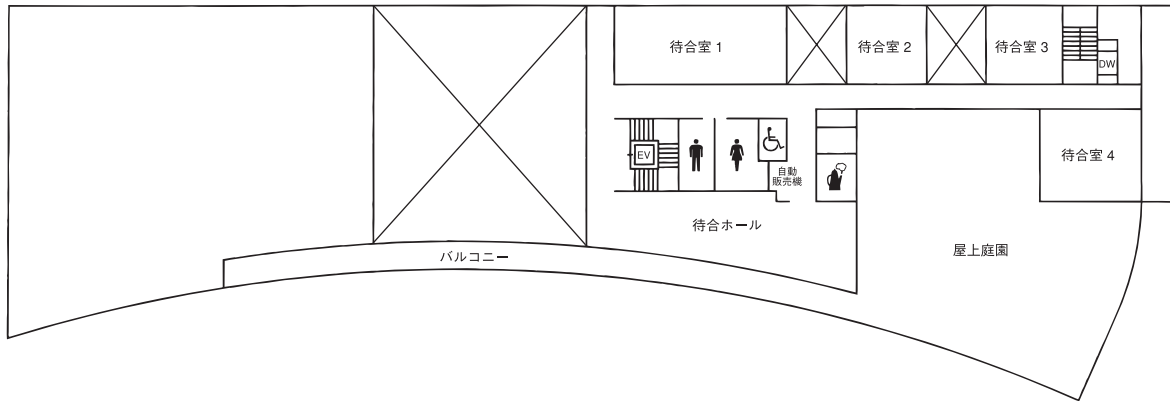 待合室 1
待合室 2
待合室 3
DW
EV
自動
販売機
待合室 4
待合ホール
バルコニー
屋上庭園